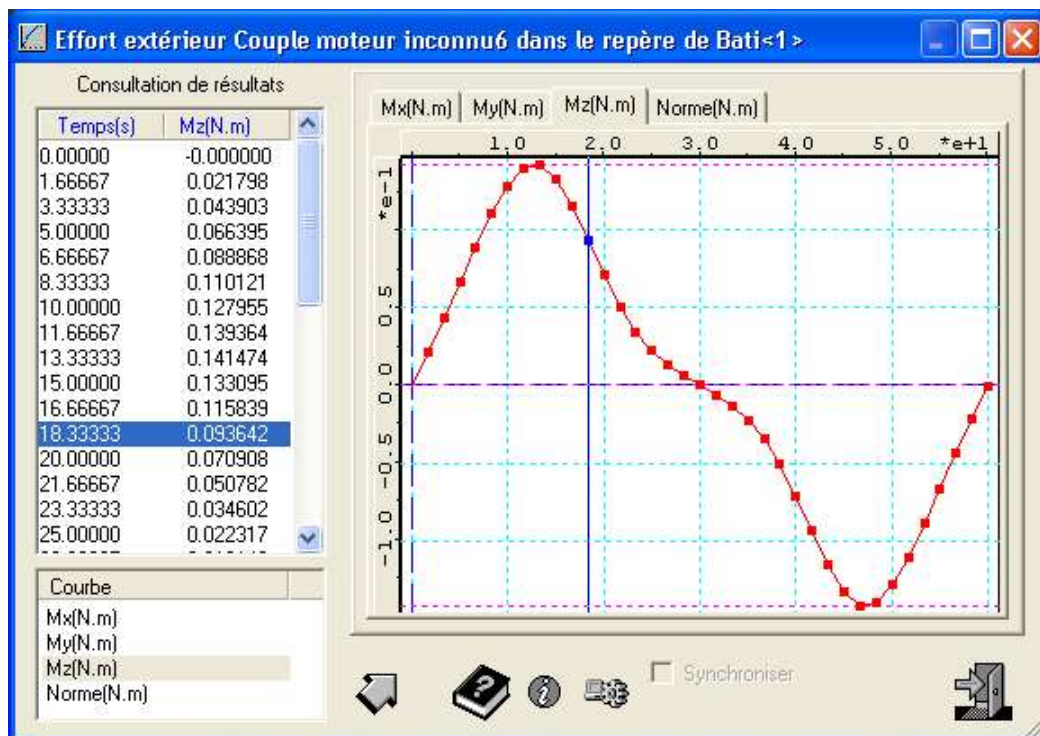 Effort extérieur Couple moteur inconnu6 dans le repère de Bati<1>
Consultation de résultats
Temps(s) Mz(N.m)
0.00000 -0.000000
1.66667 0.021798
3.33333 0.043903
5.00000 0.066395
6.66667 0.088868
8.33333 0.110121
10.00000 0.127955
11.66667 0.139364
13.33333 0.141474
15.00000 0.133095
16.66667 0.115839
18.33333 0.093642
20.00000 0.070908
21.66667 0.050782
23.33333 0.034602
25.00000 0.022317
Courbe
Mx(N.m)
My(N.m)
Mz(N.m)
Norme(N.m)
Mx(N.m) My(N.m) Mz(N.m) Norme(N.m)
1.0 2.0 3.0 4.0 5.0 *e+1
*e-1
0.5
0.0
-0.5
-1.0
Synchroniser